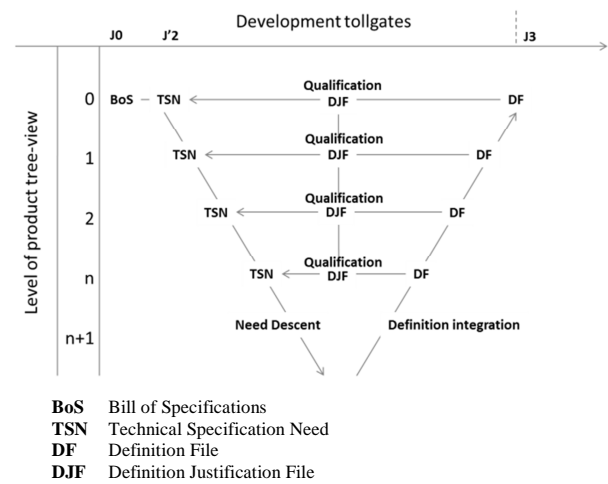 Development tollgates
J0 J'2 J3
Level of product tree-view
Qualification
0 BoS TSN DJF DF
Qualification
1 TSN DJF DF
Qualification
2 TSN DJF DF
Qualification
n TSN DJF DF
Need Descent Definition integration
n+1
BoS Bill of Specifications
TSN Technical Specification Need
DF Definition File
DJF Definition Justification File